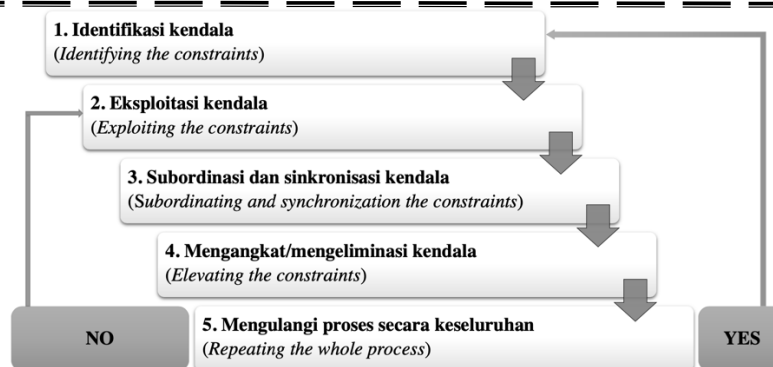 1. Identifikasi kendala
(Identifying the constraints)
2. Eksploitasi kendala
(Exploiting the constraints)
3. Subordinasi dan sinkronisasi kendala
(Subordinating and synchronization the constraints)
4. Mengangkat/mengeliminasi kendala
(Elevating the constraints)
NO
5. Mengulangi proses secara keseluruhan
(Repeating the whole process)
YES